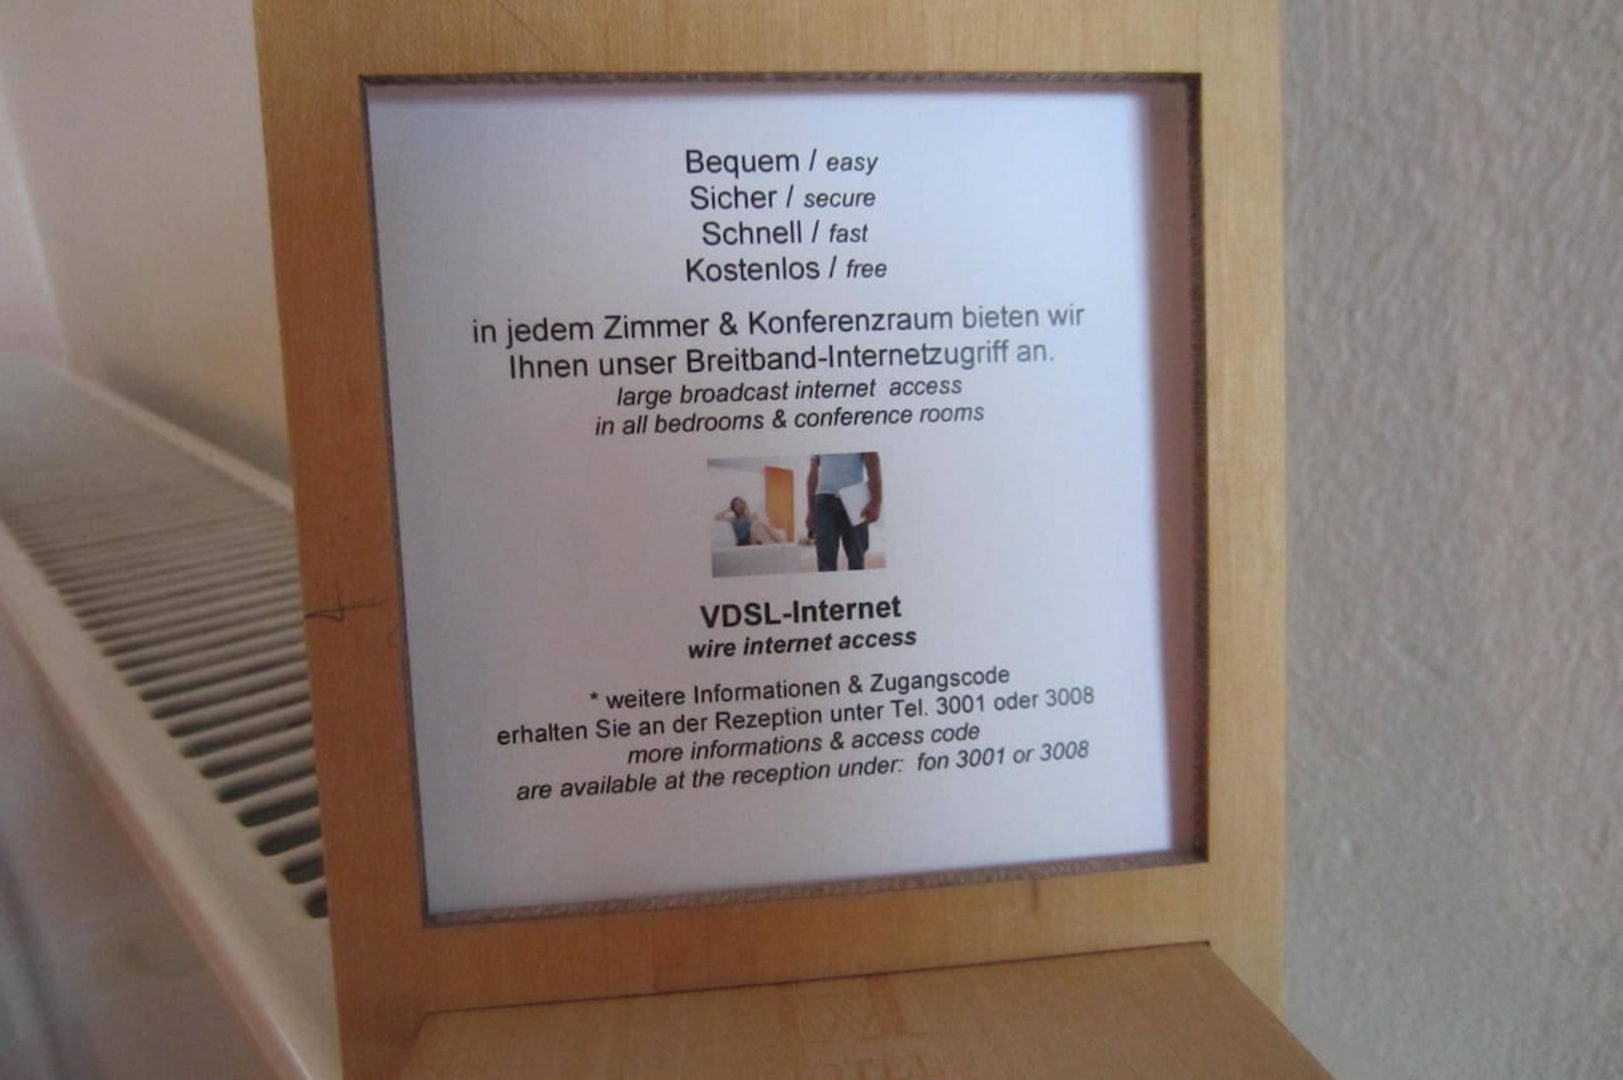 Bequem / easy
Sicher / secure
Schnell / fast
Kostenlos / free
in jedem Zimmer & Konferenzraum bieten wir
Ihnen unser Breitband-Internetzugriff an.
large broadcast internet access
in all bedrooms & conference rooms
VDSL-Internet
wire internet access
* weitere Informationen & Zugangscode
erhalten Sie an der Rezeption unter Tel. 3001 oder 3008
more informations & access code
are available at the reception under: fon 3001 or 3008